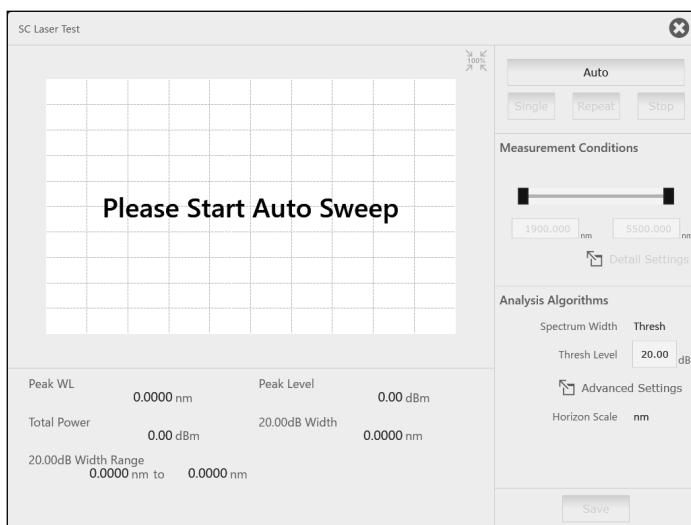 SC Laser Test
100%
Please Start Auto Sweep
Peak WL
0.0000 nm
Peak Level
0.00 dBm
Total Power
0.00 dBm
20.00dB Width
0.0000 nm
20.00dB Width Range
0.0000 nm to 0.0000 nm
Auto
Single Repeat Stop
Measurement Conditions
1900.000 nm 5500.000 nm
Detail Settings
Analysis Algorithms
Spectrum Width Thresh
Thresh Level 20.00 dB
Advanced Settings
Horizon Scale nm
Save